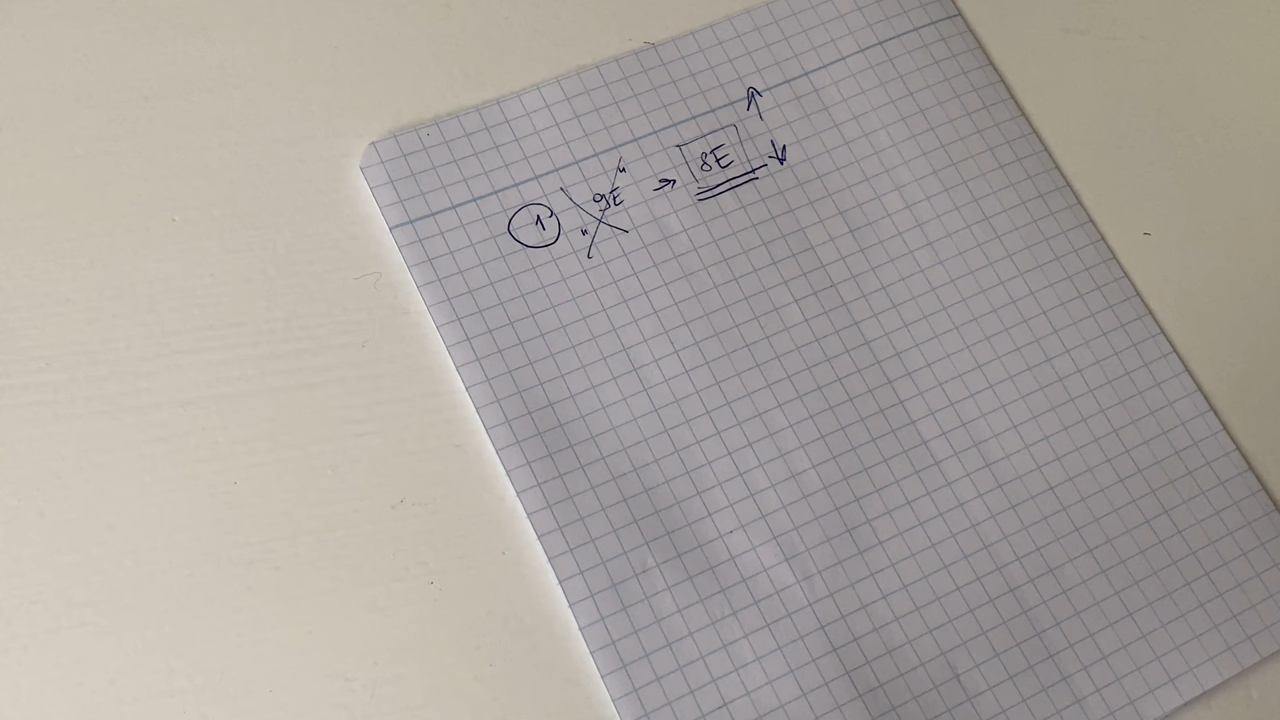 1 „9E“ → 8E ↑ ↓